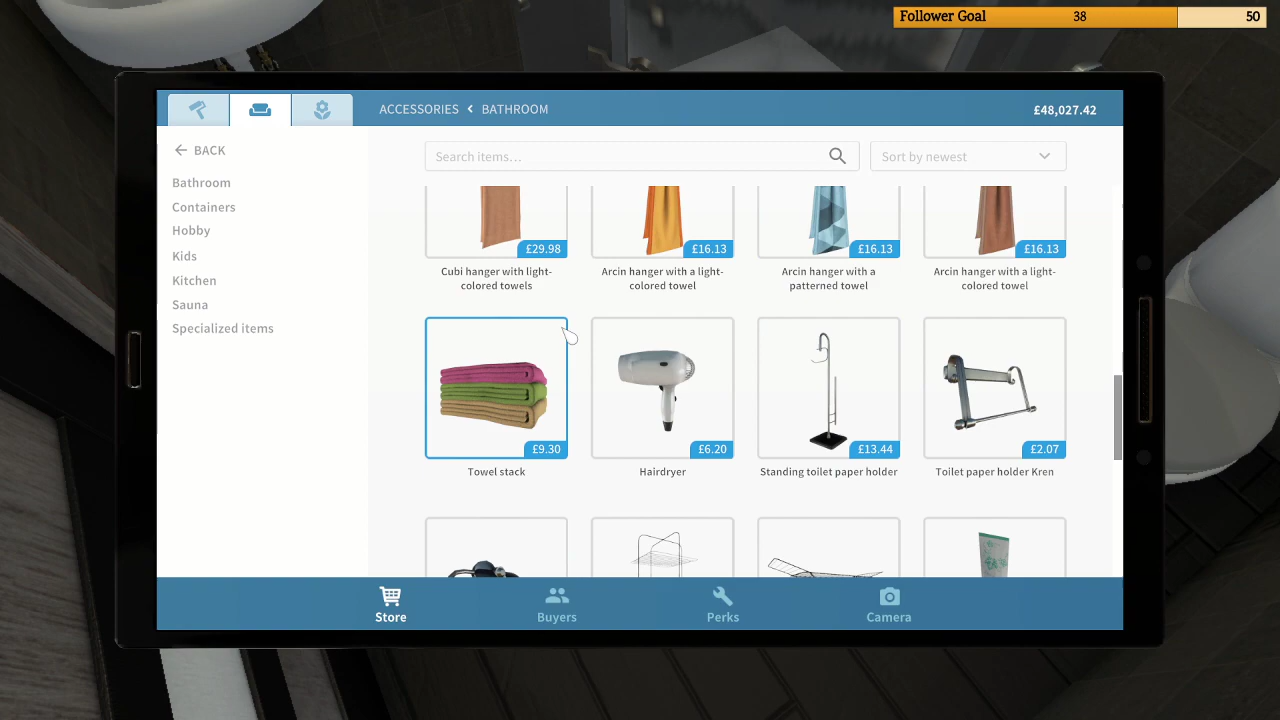 Follower Goal 38 50
ACCESSORIES < BATHROOM £48,027.42
BACK
Bathroom
Containers
Hobby
Kids
Kitchen
Sauna
Specialized items
Search items...
Sort by newest
£29.98
£16.13
£16.13
£16.13
Cubi hanger with light-
colored towels
Arcin hanger with a light-
colored towel
Arcin hanger with a
patterned towel
Arcin hanger with a light-
colored towel
£9.30
£6.20
£13.44
£2.07
Towel stack
Hairdryer
Standing toilet paper holder
Toilet paper holder Kren
Store
Buyers
Perks
Camera